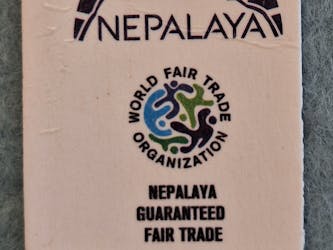 NEPALAYA
WORLD FAIR TRADE
ORGANIZATION
NEPALAYA
GUARANTEED
FAIR TRADE